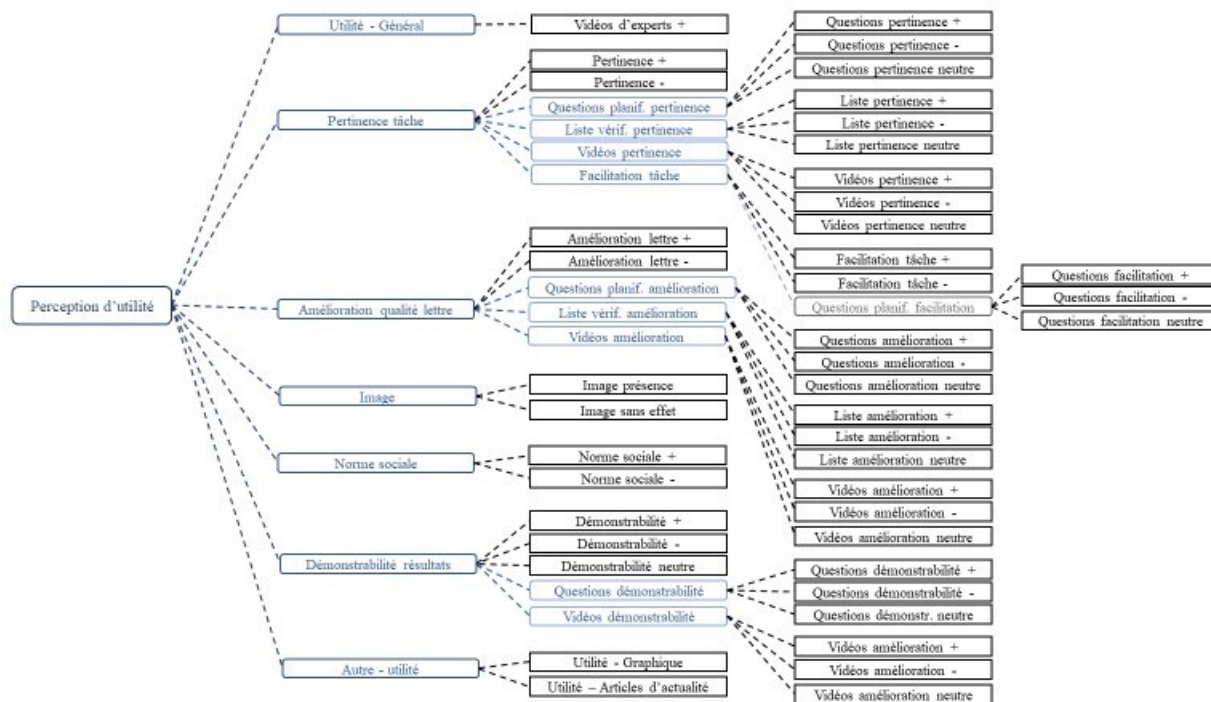 Perception d'utilité
Utilité - Général
Vidéos d'experts +
Pertinence tâche
Pertinence +
Pertinence -
Questions planif. pertinence
Questions pertinence +
Questions pertinence -
Questions pertinence neutre
Liste vérif. pertinence
Liste pertinence +
Liste pertinence -
Liste pertinence neutre
Vidéos pertinence
Vidéos pertinence +
Vidéos pertinence -
Vidéos pertinence neutre
Facilitation tâche
Facilitation tâche +
Facilitation tâche -
Questions planif. facilitation
Questions facilitation +
Questions facilitation -
Questions facilitation neutre
Amélioration qualité lettre
Amélioration lettre +
Amélioration lettre -
Questions planif. amélioration
Questions amélioration +
Questions amélioration -
Questions amélioration neutre
Liste vérif. amélioration
Liste amélioration +
Liste amélioration -
Liste amélioration neutre
Vidéos amélioration
Vidéos amélioration +
Vidéos amélioration -
Vidéos amélioration neutre
Image
Image présence
Image sans effet
Norme sociale
Norme sociale +
Norme sociale -
Démonstrabilité résultats
Démonstrabilité +
Démonstrabilité -
Démonstrabilité neutre
Questions démonstrabilité
Questions démonstrabilité +
Questions démonstrabilité -
Questions démonstr. neutre
Vidéos démonstrabilité
Vidéos amélioration +
Vidéos amélioration -
Vidéos amélioration neutre
Autre - utilité
Utilité - Graphique
Utilité – Articles d'actualité